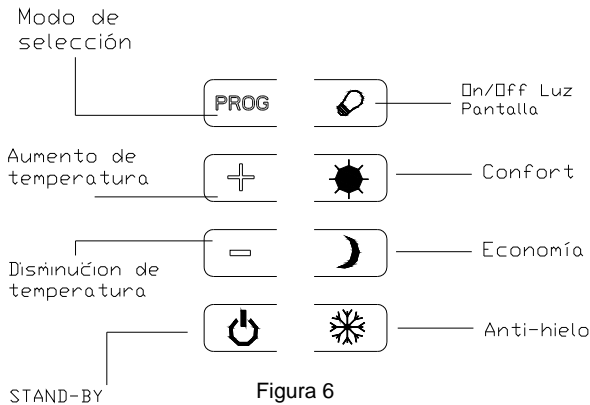 Modo de
selección
PROG
On/Off Luz
Pantalla
Aumento de
temperatura
Confort
Disminución de
temperatura
Economía
STAND-BY
Anti-hielo
Figura 6